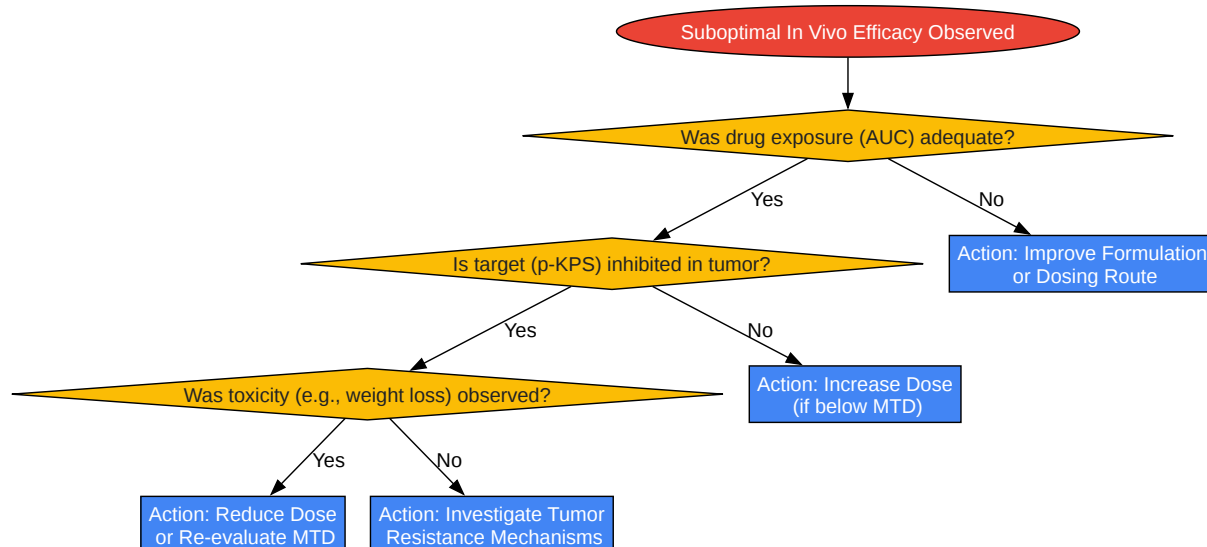 Suboptimal In Vivo Efficacy Observed
Was drug exposure (AUC) adequate?
Yes
No
Is target (p-KPS) inhibited in tumor?
Action: Improve Formulation
or Dosing Route
Yes
No
Was toxicity (e.g., weight loss) observed?
Action: Increase Dose
(if below MTD)
Yes
No
Action: Reduce Dose
or Re-evaluate MTD
Action: Investigate Tumor
Resistance Mechanisms